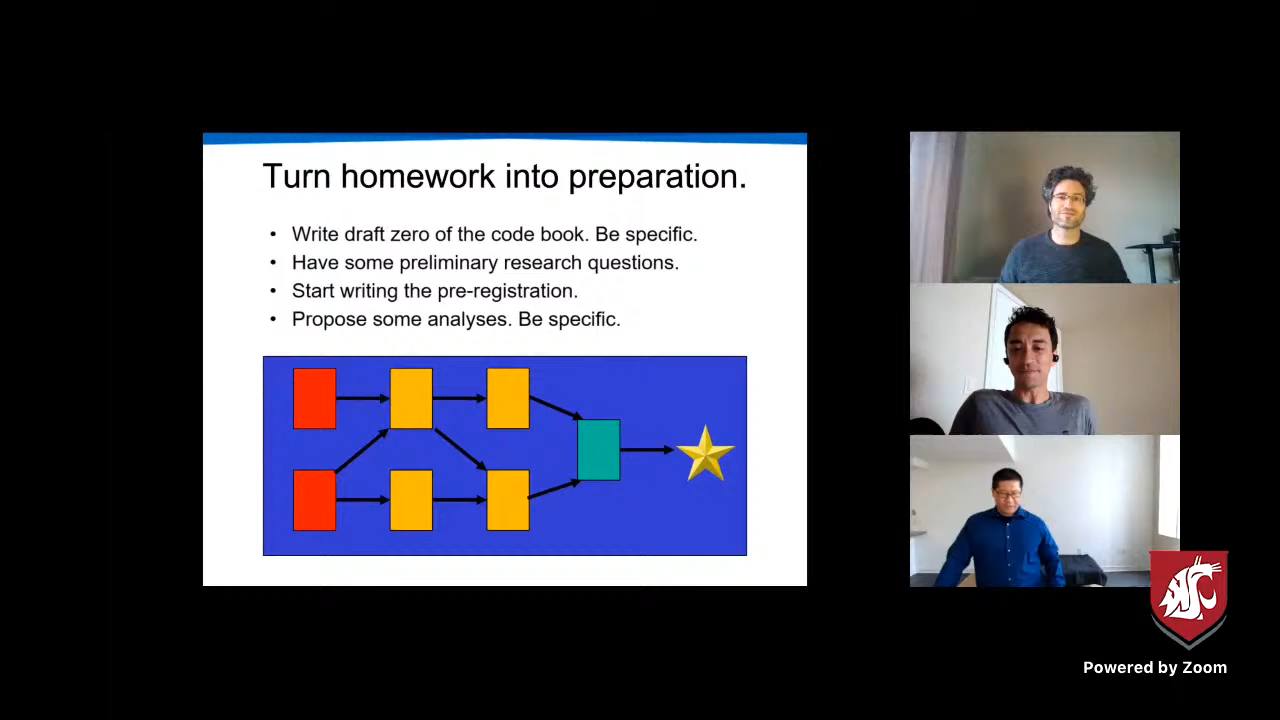 Turn homework into preparation.
• Write draft zero of the code book. Be specific.
• Have some preliminary research questions.
• Start writing the pre-registration.
• Propose some analyses. Be specific.
Powered by Zoom